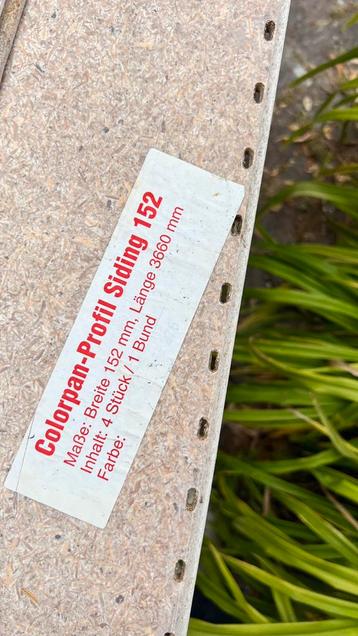 Colorpan-Profil Siding 152
Maße: Breite 152 mm, Länge 3660 mm
Inhalt: 4 Stück / 1 Bund
Farbe: